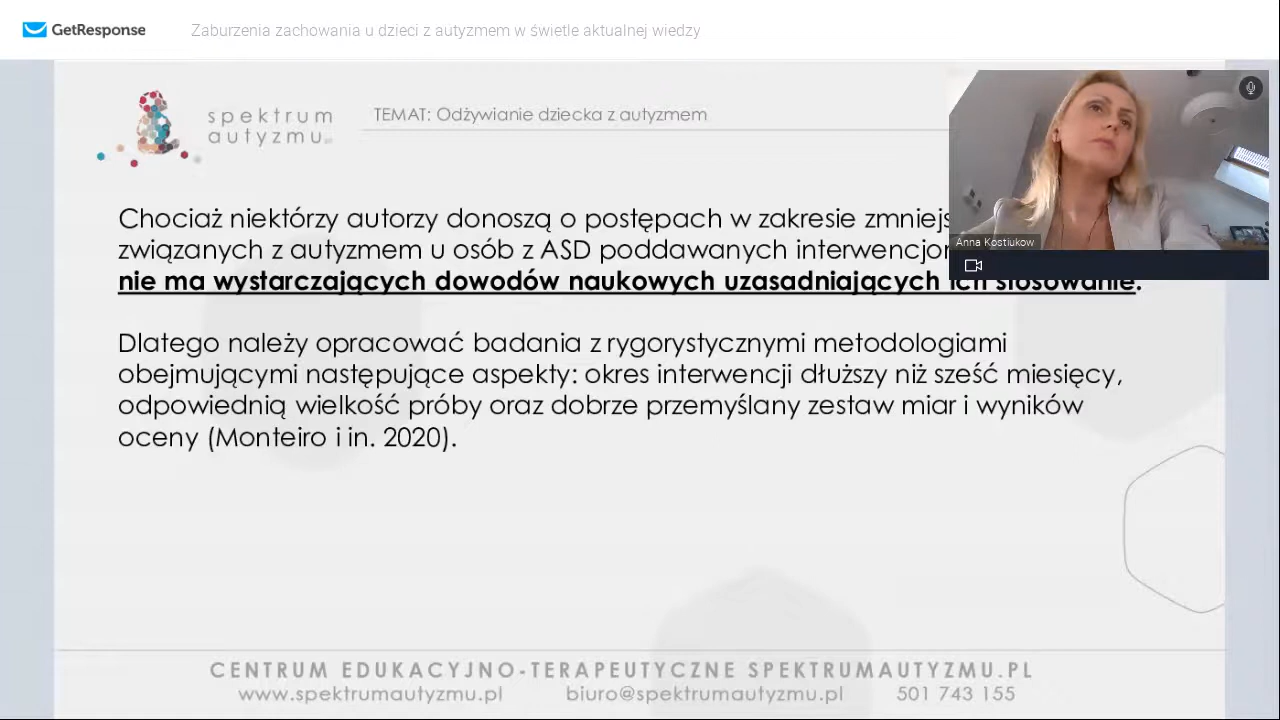 GetResponse
Zaburzenia zachowania u dzieci z autyzmem w świetle aktualnej wiedzy
spektrum
autyzmu
TEMAT: Odżywianie dziecka z autyzmem
Anna Kostiukow
Chociaż niektórzy autorzy donoszą o postępach w zakresie
związanych z autyzmem u osób z ASD poddawanych
nie ma wystarczających dowodów naukowych uzasadniających ich stosowanie.
Dlatego należy opracować badania z rygorystycznymi metodologiami
obejmującymi następujące aspekty: okres interwencji dłuższy niż sześć miesięcy,
odpowiednią wielkość próby oraz dobrze przemyślany zestaw miar i wyników
oceny (Monteiro i in. 2020).
CENTRUM EDUKACYJNO-TERAPEUTYCZNE SPEKTRUMAUTYZMU.PL
www.spektrumautyzmu.pl biuro@spektrumautyzmu.pl 501 743 155